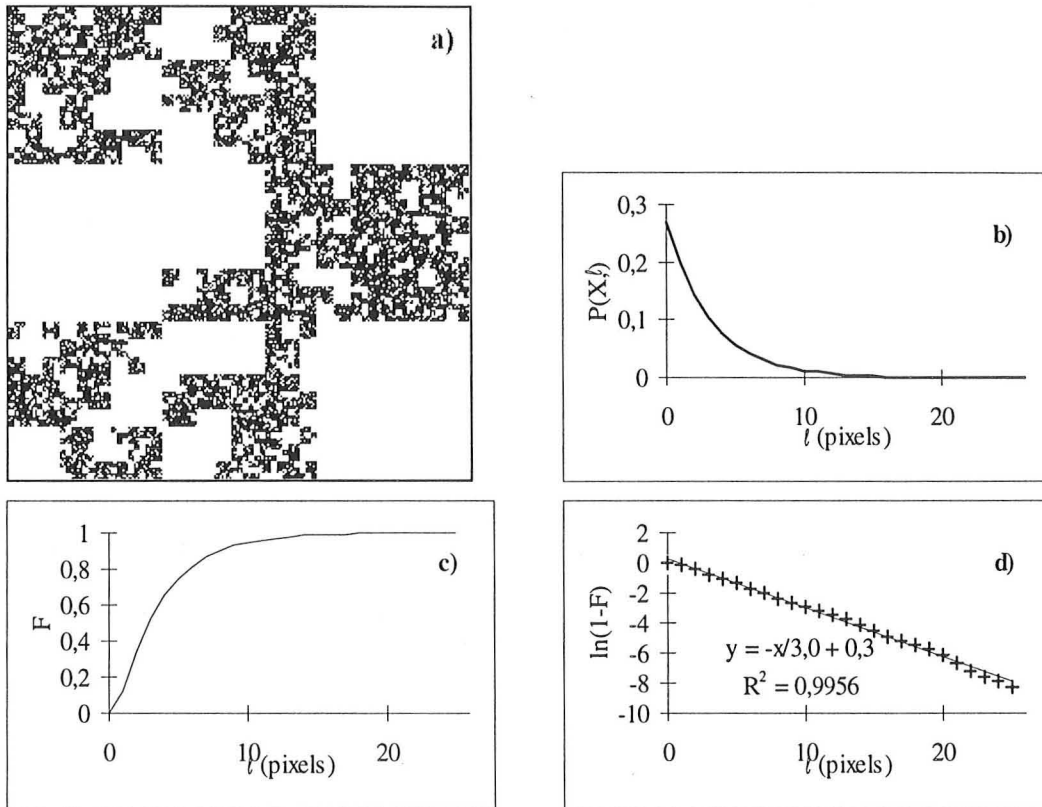 a)
b)
0,3
0,2
0,1
0
P(X,ℓ)
0
10
20
ℓ (pixels)
c)
1
0,8
0,6
0,4
0,2
0
F
0
10
20
ℓ (pixels)
d)
2
0
-2
-4
-6
-8
-10
ln(1-F)
y = -x/3,0 + 0,3
R² = 0,9956
0
10
20
ℓ (pixels)